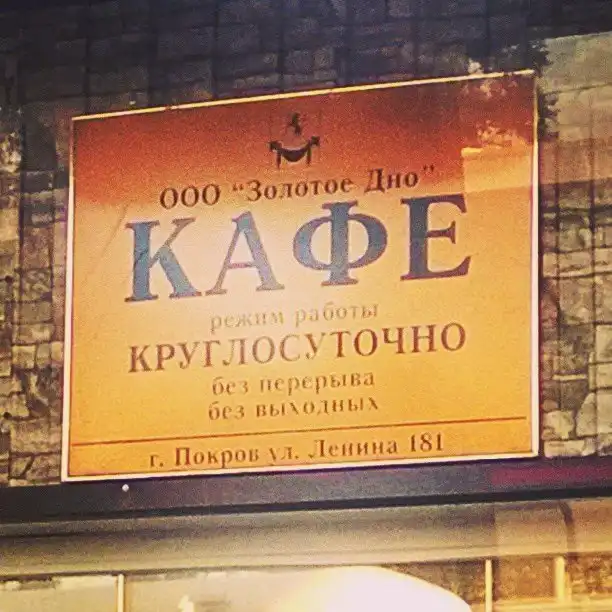 ООО "Золотое Дно"
КАФЕ
режим работы
КРУГЛОСУТОЧНО
без перерыва
без выходных
г. Покров ул. Ленина 181